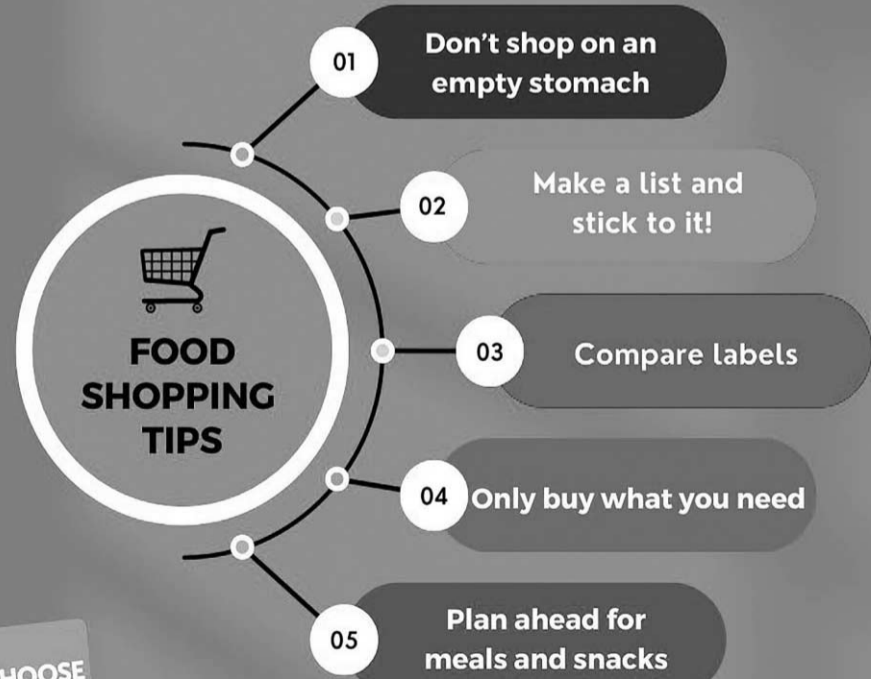 FOOD
SHOPPING
TIPS
01
Don’t shop on an
empty stomach
02
Make a list and
stick to it!
03
Compare labels
04
Only buy what you need
05
Plan ahead for
meals and snacks